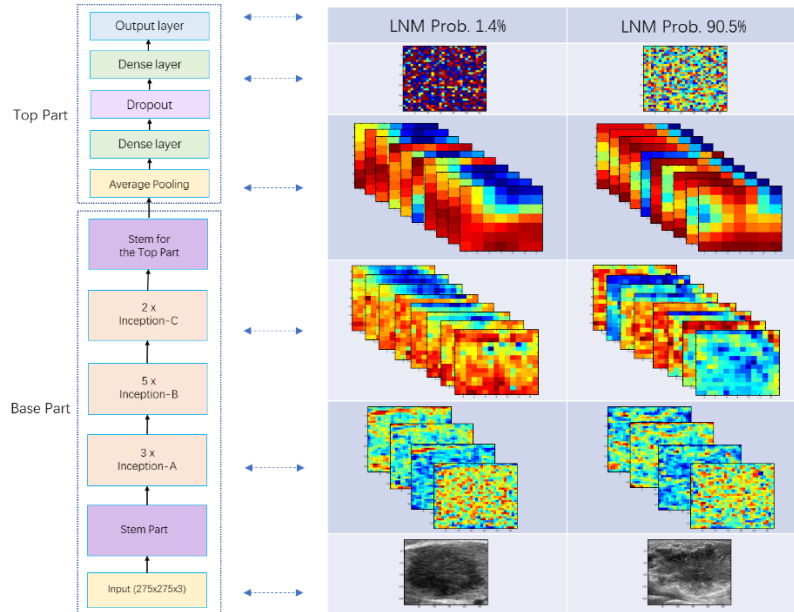 Output layer
LNM Prob. 1.4%
LNM Prob. 90.5%
Dense layer
Dropout
Top Part
Dense layer
Average Pooling
Stem for
the Top Part
2 x
Inception-C
5 x
Inception-B
Base Part
3 x
Inception-A
Stem Part
Input (275x275x3)